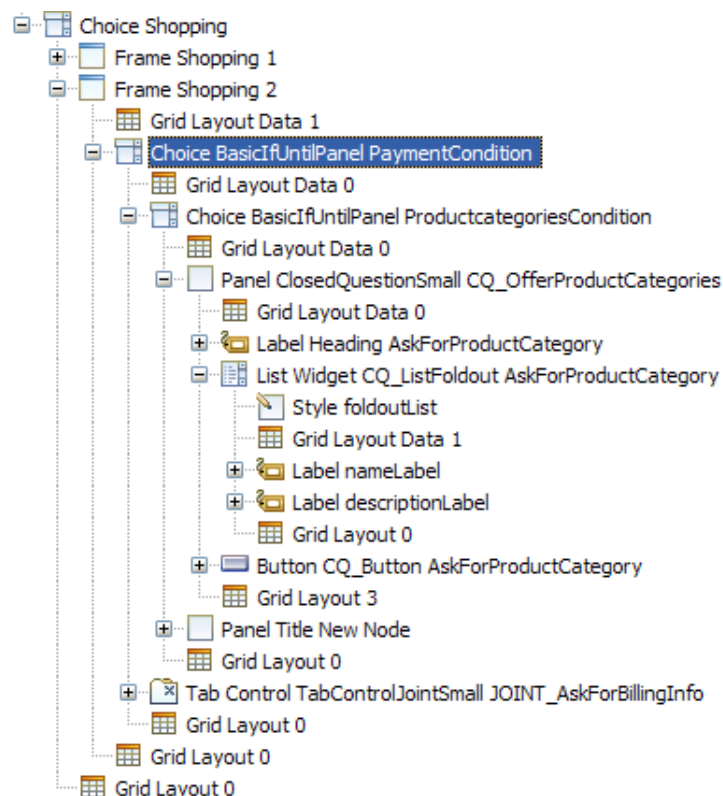 Choice Shopping
Frame Shopping 1
Frame Shopping 2
Grid Layout Data 1
Choice BasicIfUntilPanel PaymentCondition
Grid Layout Data 0
Choice BasicIfUntilPanel ProductcategoriesCondition
Grid Layout Data 0
Panel ClosedQuestionSmall CQ_OfferProductCategories
Grid Layout Data 0
Label Heading AskForProductCategory
List Widget CQ_ListFoldout AskForProductCategory
Style foldoutList
Grid Layout Data 1
Label nameLabel
Label descriptionLabel
Grid Layout 0
Button CQ_Button AskForProductCategory
Grid Layout 3
Panel Title New Node
Grid Layout 0
Tab Control TabControlJointSmall JOINT_AskForBillingInfo
Grid Layout 0
Grid Layout 0
Grid Layout 0